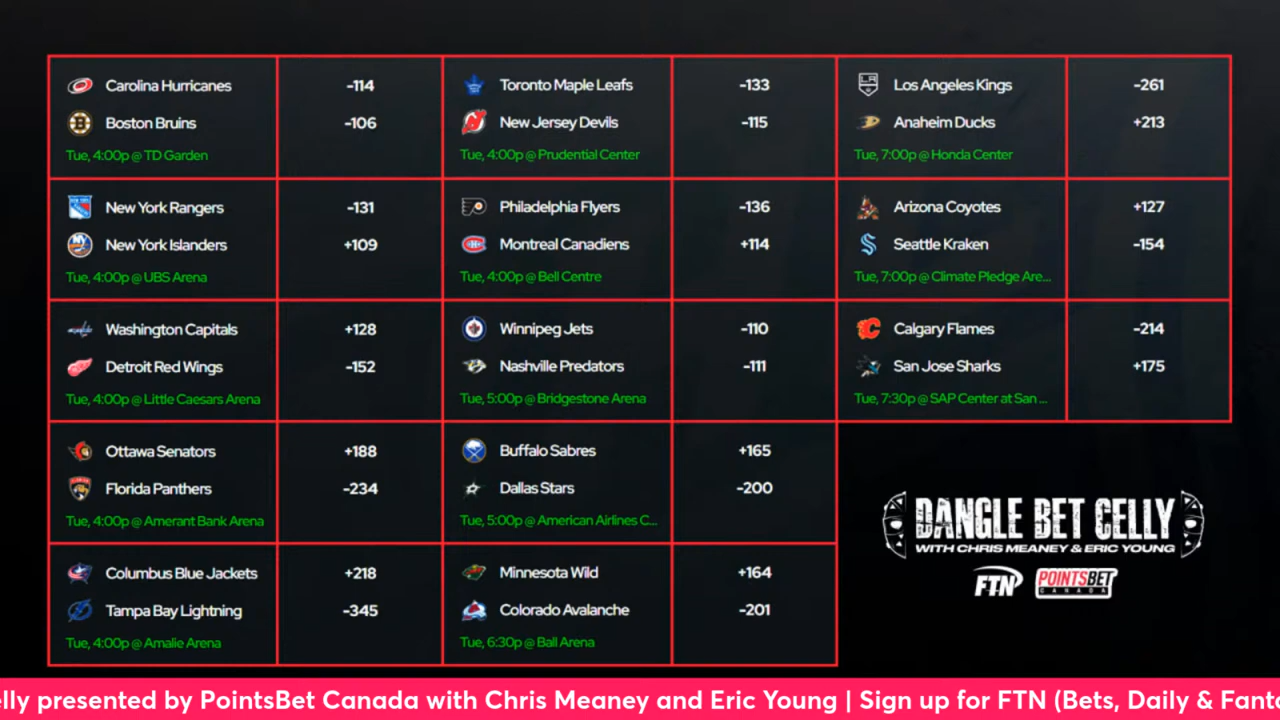 Carolina Hurricanes -114
Boston Bruins -106
Tue, 4:00p @ TD Garden
New York Rangers -131
New York Islanders +109
Tue, 4:00p @ UBS Arena
Washington Capitals +128
Detroit Red Wings -152
Tue, 4:00p @ Little Caesars Arena
Ottawa Senators +188
Florida Panthers -234
Tue, 4:00p @ Amerant Bank Arena
Columbus Blue Jackets +218
Tampa Bay Lightning -345
Tue, 4:00p @ Amalie Arena
Toronto Maple Leafs -133
New Jersey Devils -115
Tue, 4:00p @ Prudential Center
Philadelphia Flyers -136
Montreal Canadiens +114
Tue, 4:00p @ Bell Centre
Winnipeg Jets -110
Nashville Predators -111
Tue, 5:00p @ Bridgestone Arena
Buffalo Sabres +165
Dallas Stars -200
Tue, 5:00p @ American Airlines C...
Minnesota Wild +164
Colorado Avalanche -201
Tue, 6:30p @ Ball Arena
Los Angeles Kings -261
Anaheim Ducks +213
Tue, 7:00p @ Honda Center
Arizona Coyotes +127
Seattle Kraken -154
Tue, 7:00p @ Climate Pledge Are...
Calgary Flames -214
San Jose Sharks +175
Tue, 7:30p @ SAP Center at San ...
DANGLE BET CELLY
WITH CHRIS MEANEY & ERIC YOUNG
FTN POINTSBET
CANADA
elly presented by PointsBet Canada with Chris Meaney and Eric Young | Sign up for FTN (Bets, Daily & Fanta